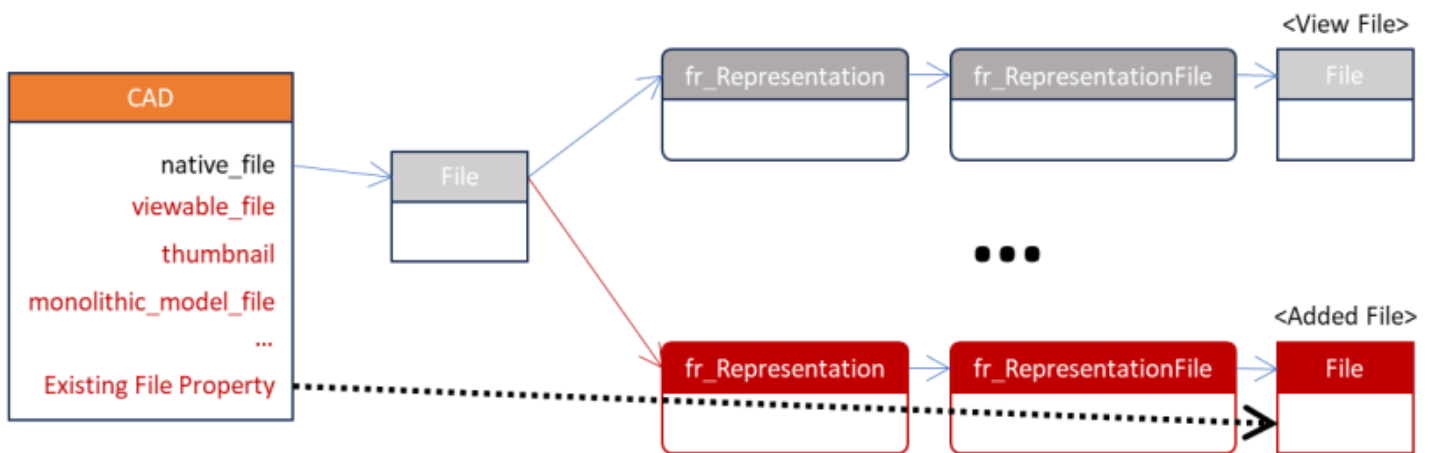 <View File>
fr_Representation
fr_RepresentationFile
File
CAD
native_file
viewable_file
thumbnail
monolithic_model_file
...
Existing File Property
File
...
<Added File>
fr_Representation
fr_RepresentationFile
File